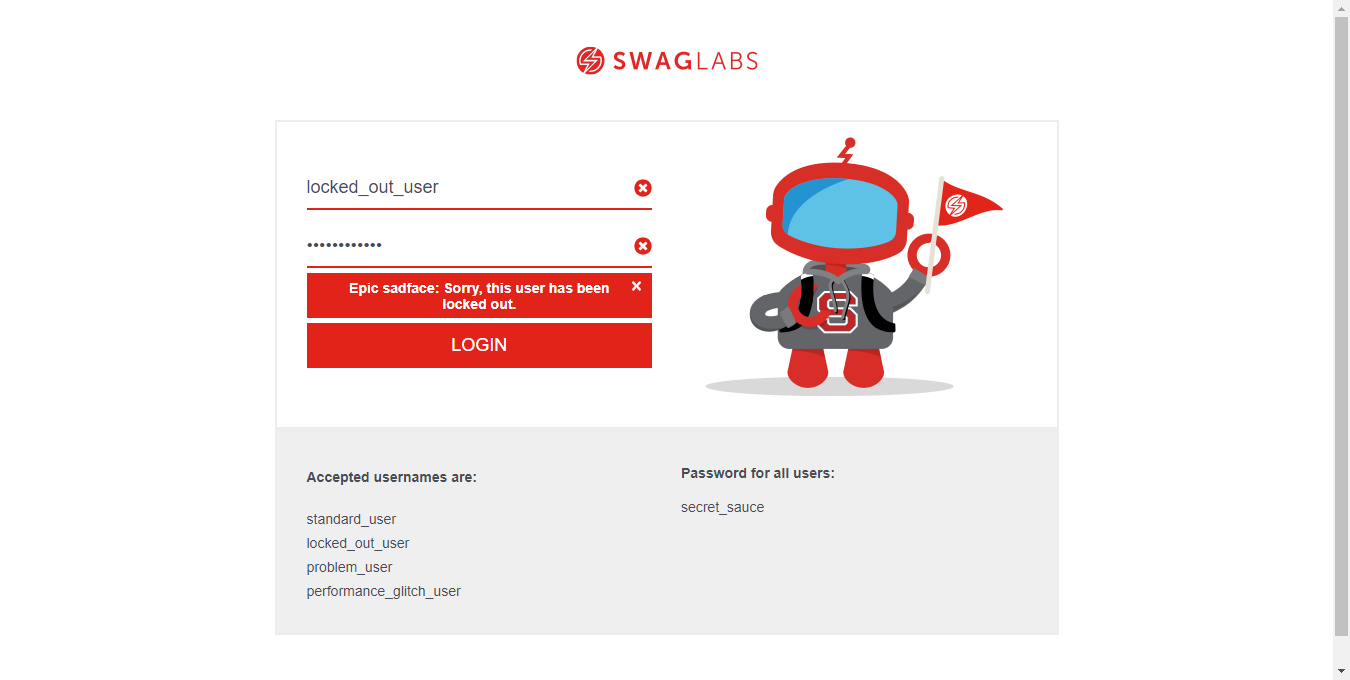 SWAGLABS
locked_out_user
••••••••••••
Epic sadface: Sorry, this user has been
locked out.
LOGIN
S
Accepted usernames are:
standard_user
locked_out_user
problem_user
performance_glitch_user
Password for all users:
secret_sauce